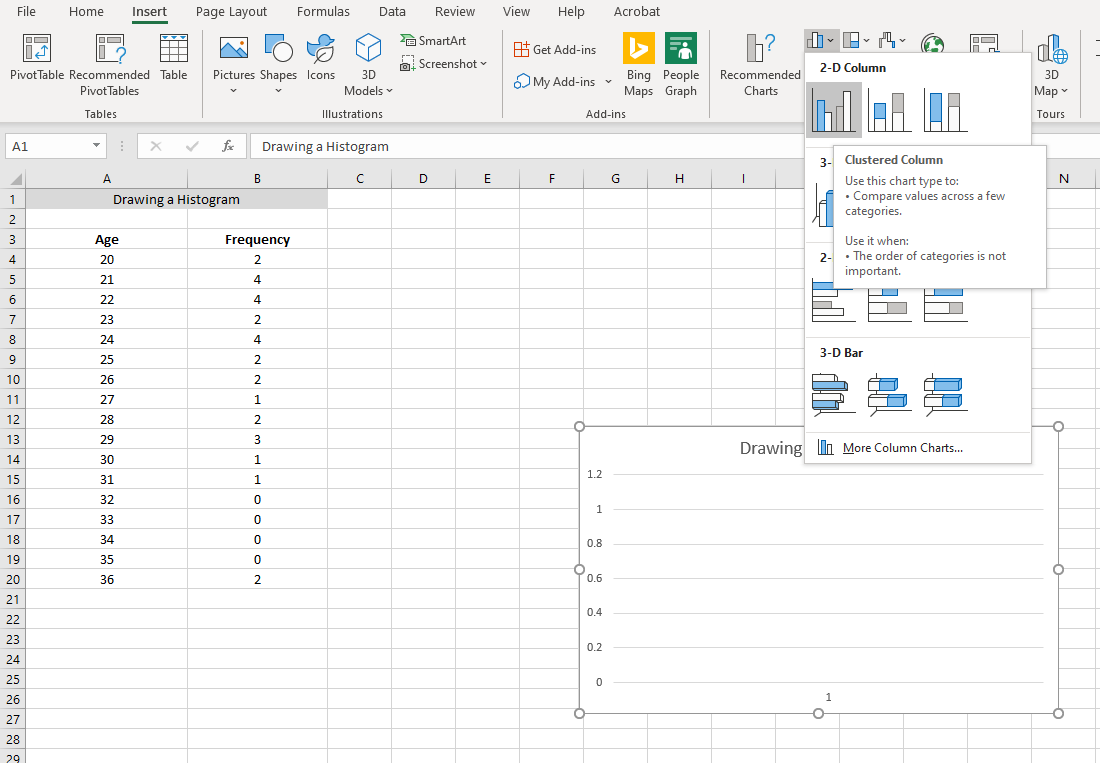 File Home Insert Page Layout Formulas Data Review View Help Acrobat
PivotTable Recommended PivotTables Table
Tables
Pictures Shapes Icons 3D Models
SmartArt
Screenshot
Illustrations
Get Add-ins
My Add-ins
Bing Maps
People Graph
Add-ins
Recommended Charts
3D Map
Tours
A1 fx Drawing a Histogram
A B C D E F G H I N
1 Drawing a Histogram
2
3 Age Frequency
4 20 2
5 21 4
6 22 4
7 23 2
8 24 4
9 25 2
10 26 2
11 27 1
12 28 2
13 29 3
14 30 1
15 31 1
16 32 0
17 33 0
18 34 0
19 35 0
20 36 2
21
22
23
24
25
26
27
28
29
2-D Column
3-
2-
Clustered Column
Use this chart type to:
• Compare values across a few
categories.
Use it when:
• The order of categories is not
important.
3-D Bar
More Column Charts...
Drawing
1.2
1
0.8
0.6
0.4
0.2
0
1